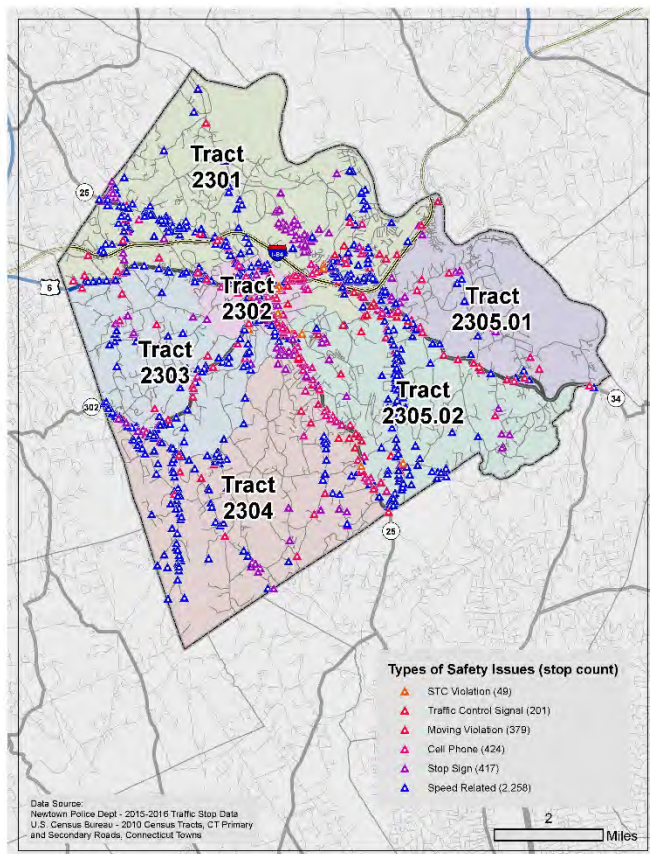 Tract
2301
25
I-84
6
Tract
2302
Tract
2305.01
Tract
2303
Tract
2305.02
34
302
Tract
2304
25
Types of Safety Issues (stop count)
STC Violation (49)
Traffic Control Signal (201)
Moving Violation (379)
Cell Phone (424)
Stop Sign (417)
Speed Related (2,258)
Data Source:
Newtown Police Dept - 2015-2016 Traffic Stop Data
U.S. Census Bureau - 2010 Census Tracts, CT Primary
and Secondary Roads, Connecticut Towns
2
Miles